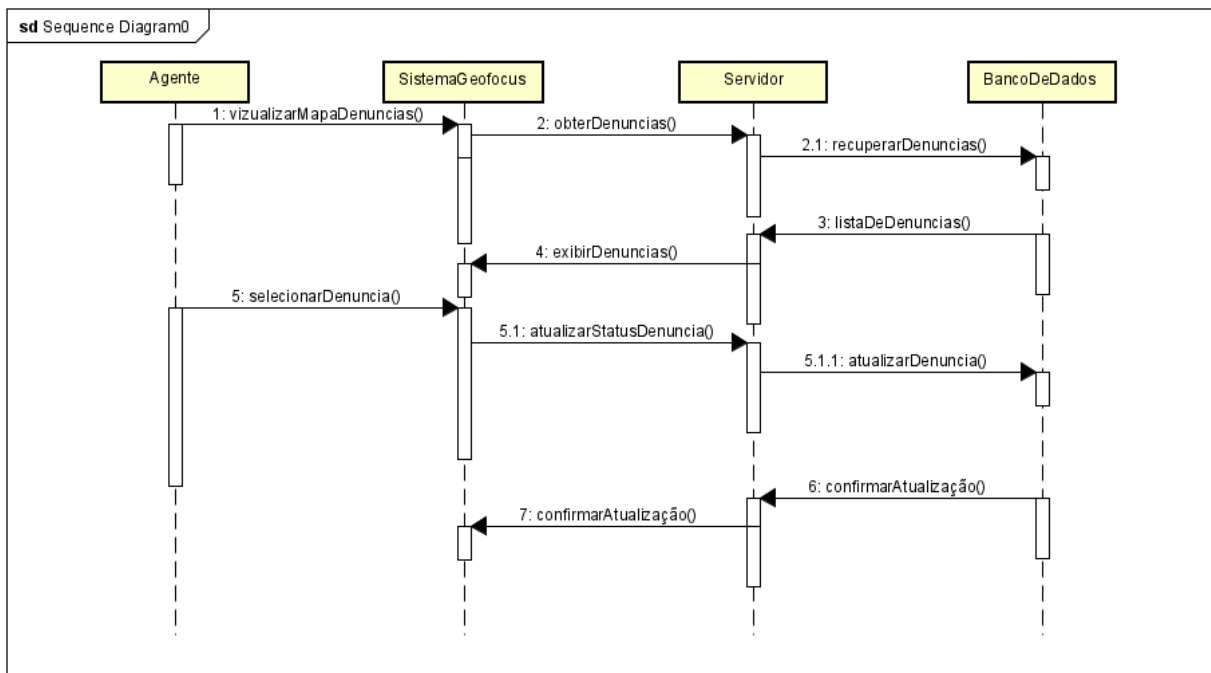 sd Sequence Diagram0
Agente
SistemaGeofocus
Servidor
BancoDeDados
1: vizualizarMapaDenuncias()
2: obterDenuncias()
2.1: recuperarDenuncias()
3: listaDeDenuncias()
4: exibirDenuncias()
5: selecionarDenuncia()
5.1: atualizarStatusDenuncia()
5.1.1: atualizarDenuncia()
6: confirmarAtualização()
7: confirmarAtualização()